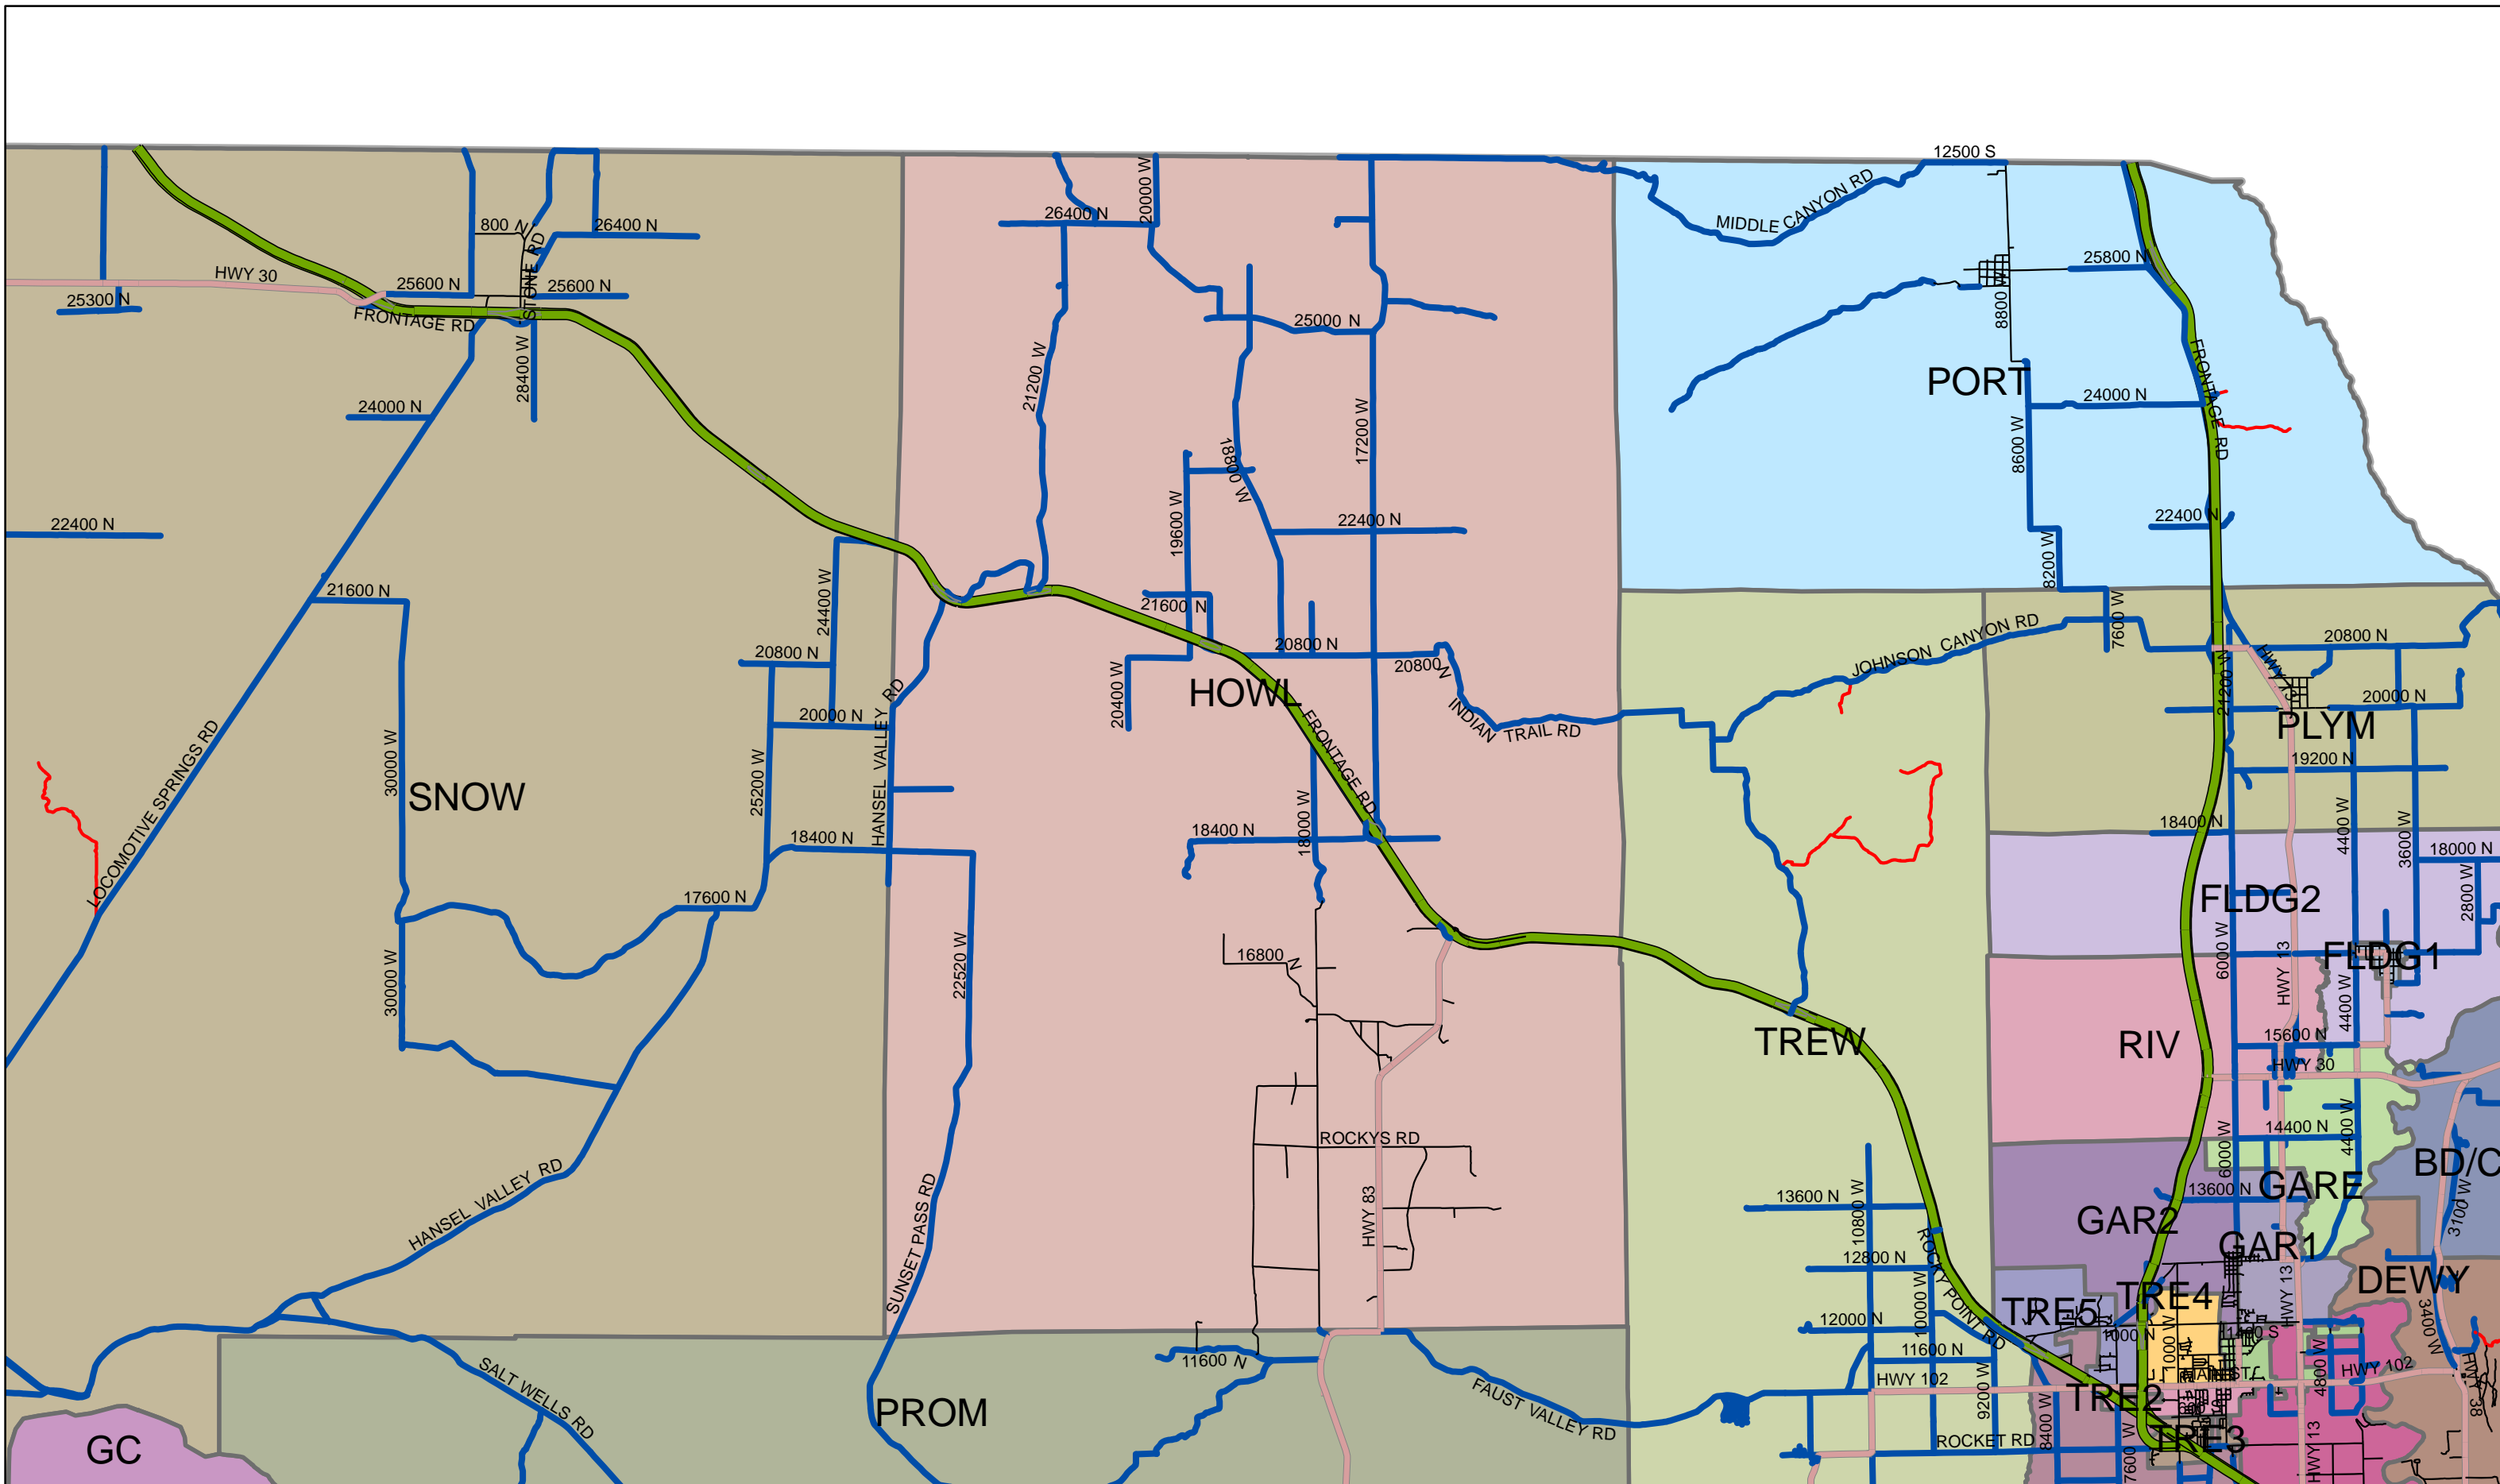 12500 S
MIDDLE CANYON RD
20000 W
26400 N
800 N
26400 N
STONE RD
HWY 30
25600 N
25600 N
25300 N
FRONTAGE RD
28400 W
24000 N
25800 N
8800 W
25000 N
21200 W
PORT
FRONTAGE RD
24000 N
17200 W
8600 W
18800 W
19600 W
22400 N
22400 N
22400 N
8200 W
21600 N
24400 W
21600 N
7600 W
JOHNSON CANYON RD
20800 N
20800 N
20800 N
20800 N
HWY 13
21200 N
20400 W
HOWL
20000 N
20000 N
PLYM
HANSEL VALLEY RD
INDIAN TRAIL RD
FRONTAGE RD
LOCOMOTIVE SPRINGS RD
30000 W
SNOW
25200 W
19200 N
18400 N
18400 N
18000 W
18400 N
4400 W
3600 W
18000 N
17600 N
FLDG2
2800 W
6000 W
FLDG1
HWY 13
16800 N
22520 W
30000 W
4400 W
TREW
RIV
15600 N
HWY 30
ROCKYS RD
14400 N
4400 W
6000 W
BD/C
HANSEL VALLEY RD
SUNSET PASS RD
HWY 83
13600 N
10800 W
13600 N
GARE
3100 W
GAR2
GAR1
12800 N
ROCKY POINT RD
10000 W
DEWY
HWY 13
TRE4
TRE5
12000 N
1000 N
1000 W
3400 W
11600 N
11600 N
SALT WELLS RD
HWY 102
HWY 102
4800 W
9200 W
FAUST VALLEY RD
PROM
TRE2
HWY 38
8400 W
GC
ROCKET RD
TRE3
7600 W
HWY 13